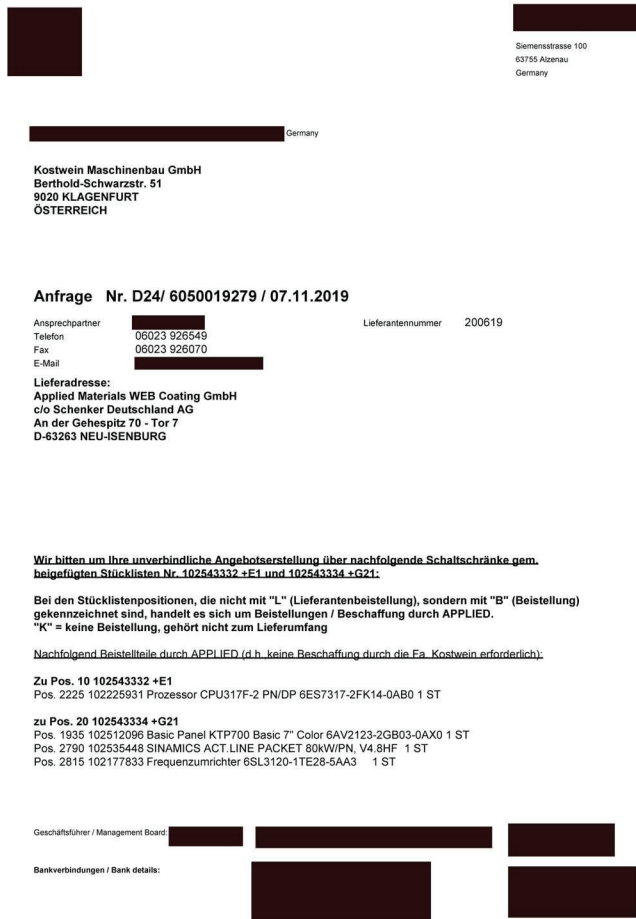 Siemensstrasse 100
63755 Alzenau
Germany
Germany
Kostwein Maschinenbau GmbH
Berthold-Schwarzstr. 51
9020 KLAGENFURT
ÖSTERREICH
Anfrage Nr. D24/ 6050019279 / 07.11.2019
Ansprechpartner
Lieferantennummer 200619
Telefon 06023 926549
Fax 06023 926070
E-Mail
Lieferadresse:
Applied Materials WEB Coating GmbH
c/o Schenker Deutschland AG
An der Gehespitz 70 - Tor 7
D-63263 NEU-ISENBURG
Wir bitten um Ihre unverbindliche Angebotserstellung über nachfolgende Schaltschränke gem.
beigefügten Stücklisten Nr. 102543332 +E1 und 102543334 +G21:
Bei den Stücklistenpositionen, die nicht mit "L" (Lieferantenbeistellung), sondern mit "B" (Beistellung)
gekennzeichnet sind, handelt es sich um Beistellungen / Beschaffung durch APPLIED.
"K" = keine Beistellung, gehört nicht zum Lieferumfang
Nachfolgend Beistellteile durch APPLIED (d.h.,keine Beschaffung durch die Fa. Kostwein erforderlich):
Zu Pos. 10 102543332 +E1
Pos. 2225 102225931 Prozessor CPU317F-2 PN/DP 6ES7317-2FK14-0AB0 1 ST
zu Pos. 20 102543334 +G21
Pos. 1935 102512096 Basic Panel KTP700 Basic 7" Color 6AV2123-2GB03-0AX0 1 ST
Pos. 2790 102535448 SINAMICS ACT.LINE PACKET 80kW/PN, V4.8HF 1 ST
Pos. 2815 102177833 Frequenzumrichter 6SL3120-1TE28-5AA3 1 ST
Geschäftsführer / Management Board:
Bankverbindungen / Bank details: